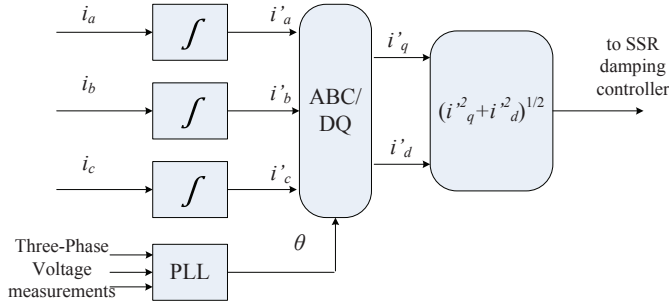 i_a
∫
i'_a
i_b
∫
i'_b
i_c
∫
i'_c
ABC/
DQ
i'_q
i'_d
(i'^2_q+i'^2_d)^{1/2}
to SSR
damping
controller
Three-Phase
Voltage
measurements
PLL
θ